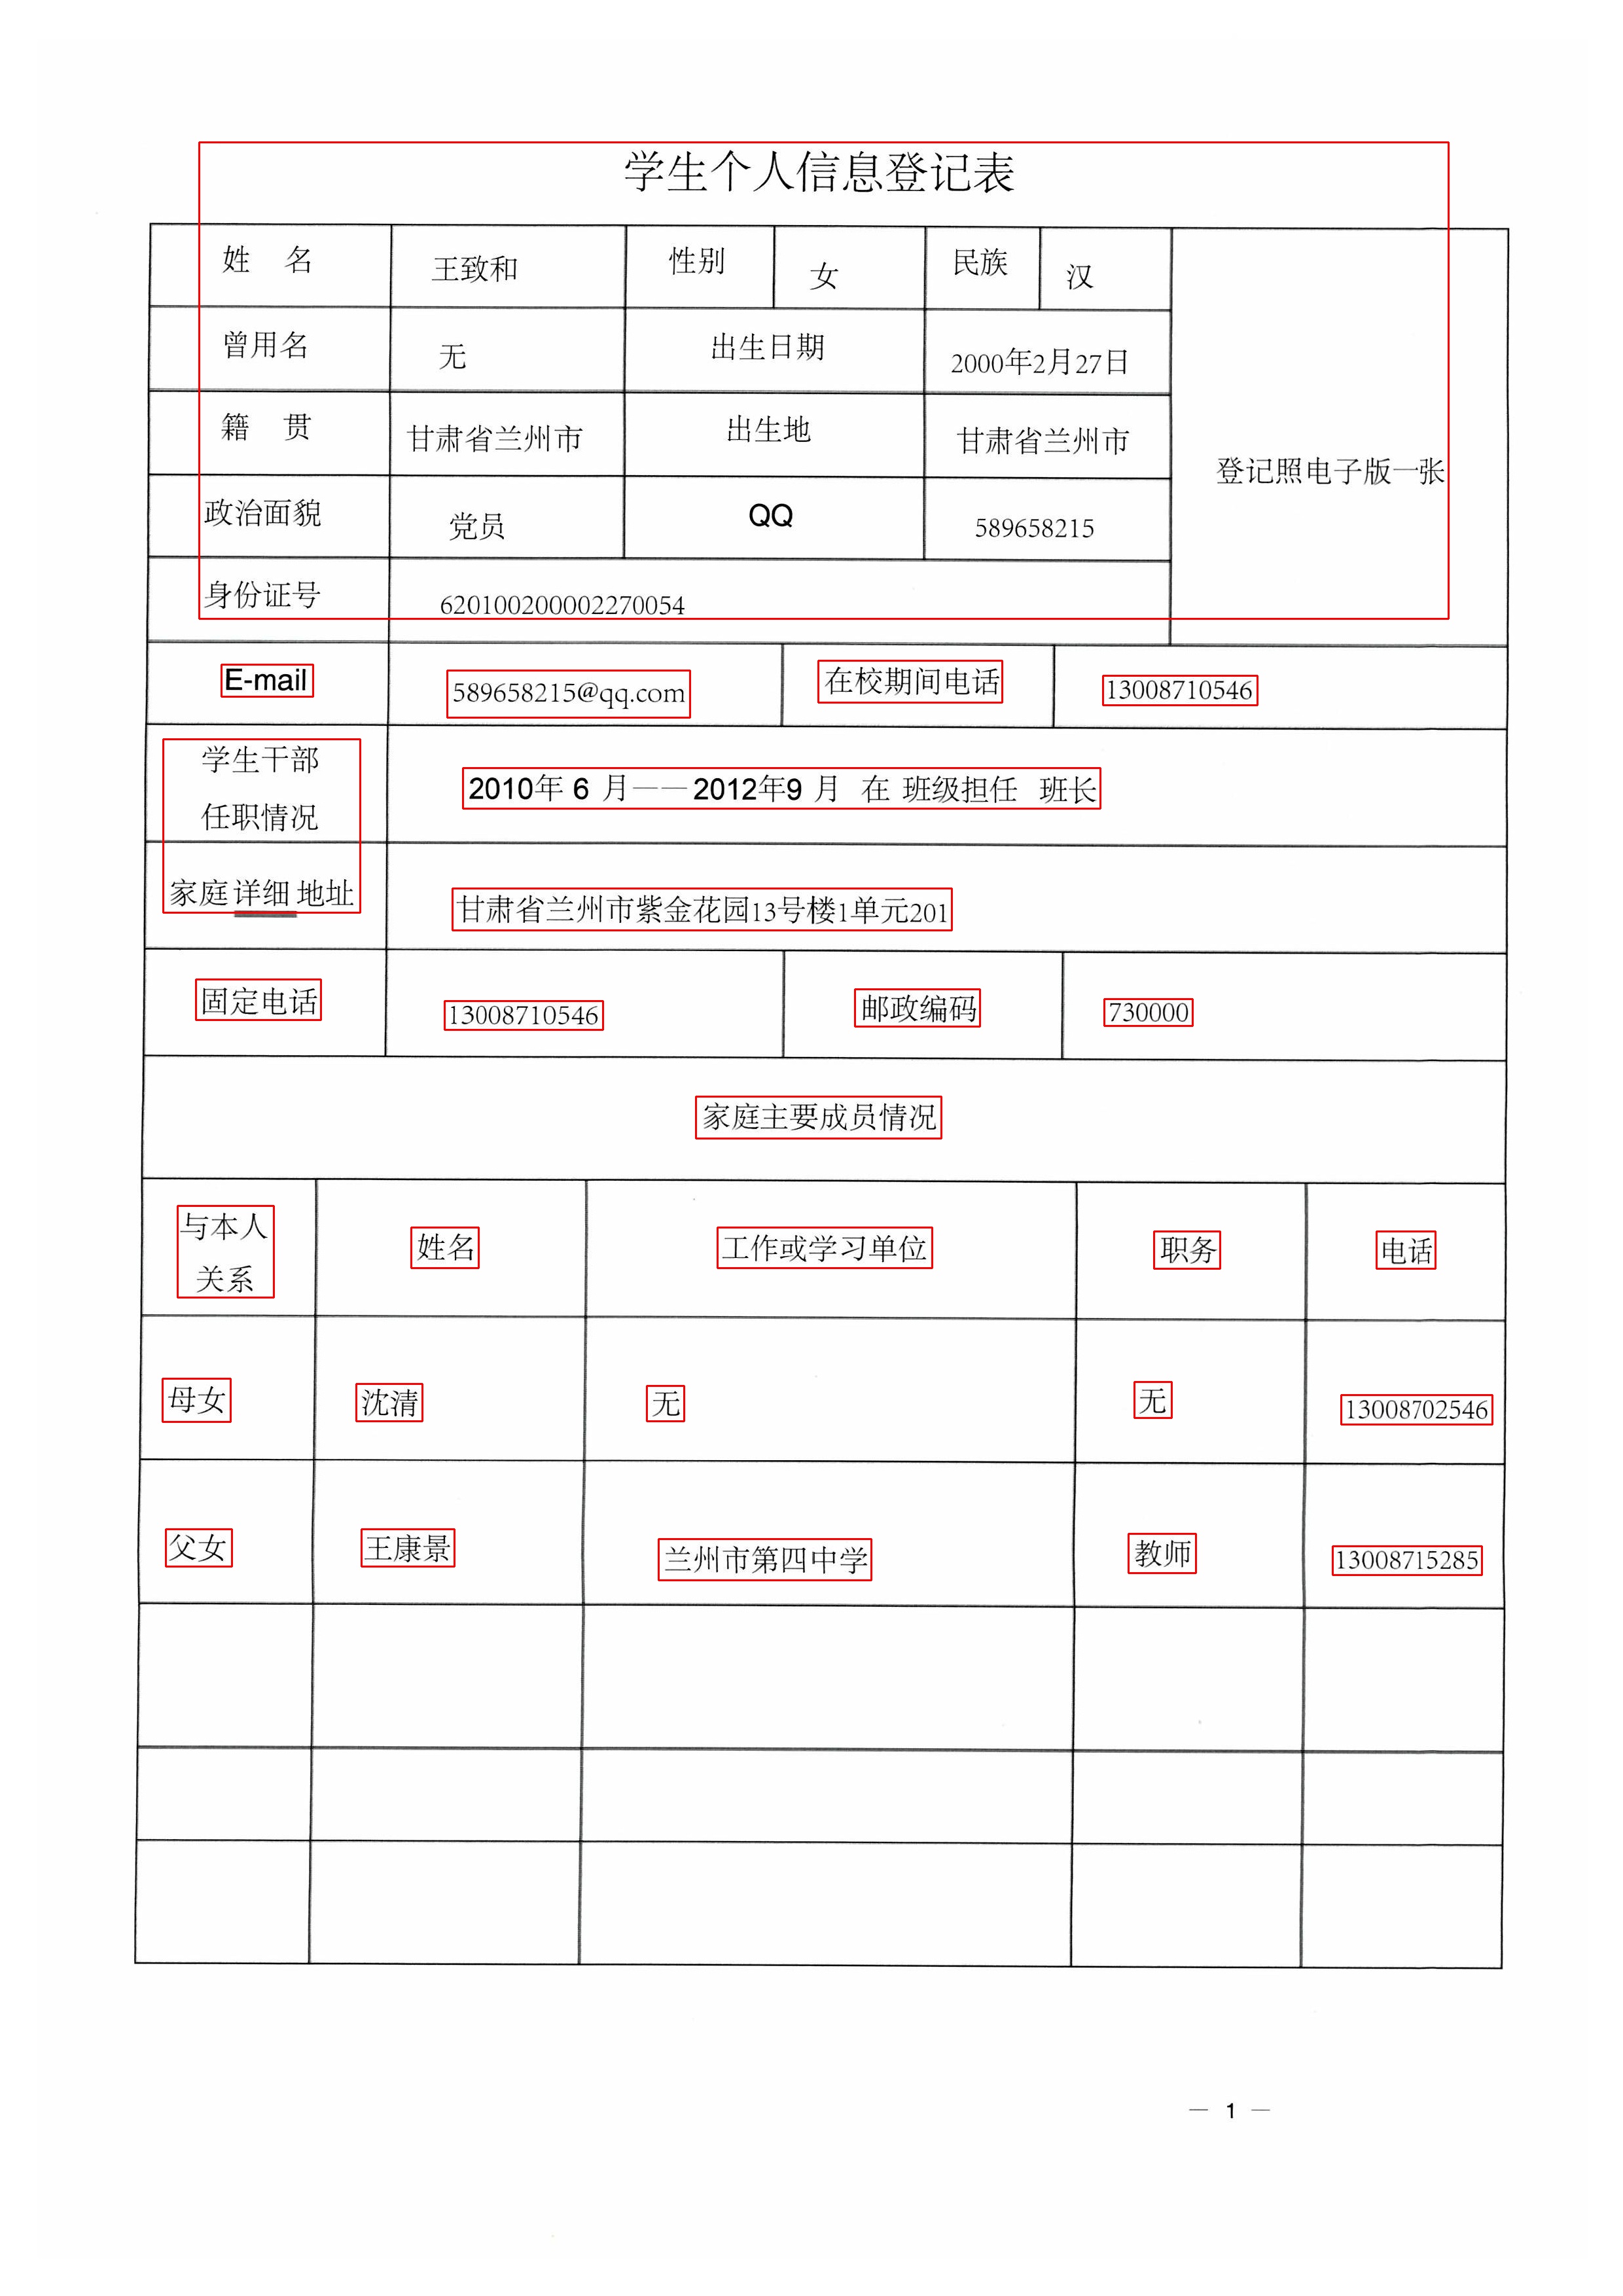 学生个人信息登记表
姓 名 王致和 性别 女 民族 汉
曾用名 无 出生日期 2000年2月27日
籍 贯 甘肃省兰州市 出生地 甘肃省兰州市
登记照电子版一张
政治面貌 党员 QQ 589658215
身份证号 620100200002270054
E-mail 589658215@qq.com 在校期间电话 13008710546
学生干部
任职情况
2010年 6 月——2012年9 月 在 班级担任 班长
家庭详细地址 甘肃省兰州市紫金花园13号楼1单元201
固定电话 13008710546 邮政编码 730000
家庭主要成员情况
与本人
关系
姓名 工作或学习单位 职务 电话
母女 沈清 无 无 13008702546
父女 王康景 兰州市第四中学 教师 13008715285
— 1 —